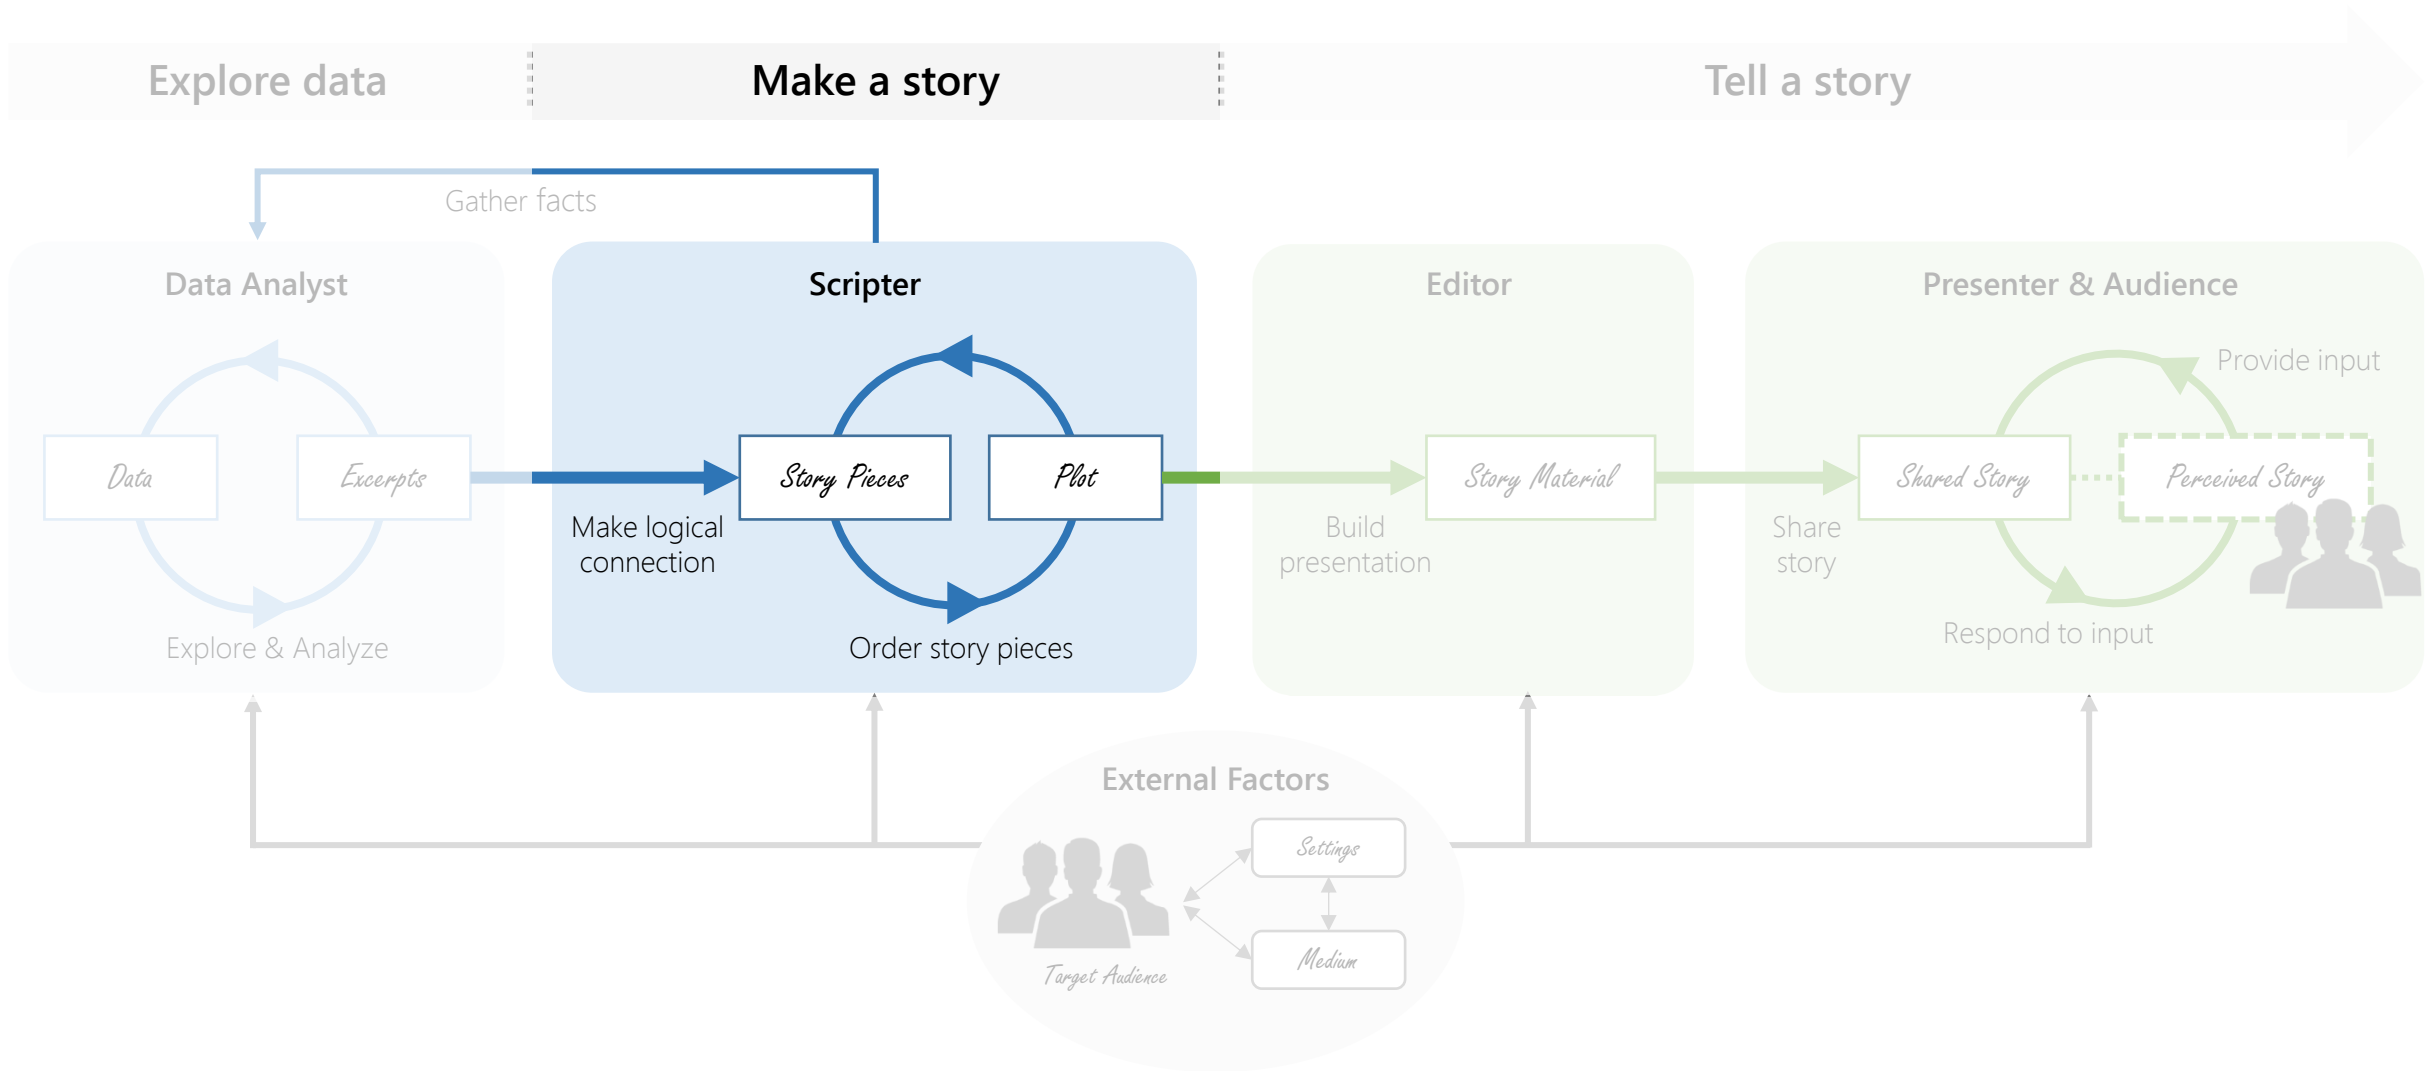 Explore data
Make a story
Tell a story
Gather facts
Data Analyst
Scripter
Editor
Presenter & Audience
Provide input
Data
Excerpts
Story Pieces
Plot
Story Material
Shared Story
Perceived Story
Make logical
connection
Build
presentation
Share
story
Explore & Analyze
Order story pieces
Respond to input
External Factors
Settings
Medium
Target Audience